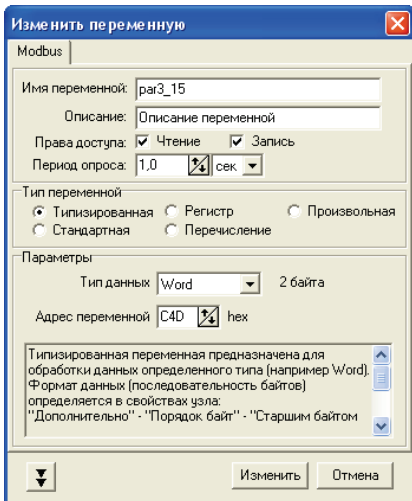 Изменить переменную
Modbus
Имя переменной: par3_15
Описание: Описание переменной
Права доступа: Чтение Запись
Период опроса: 1,0 сек
Тип переменной
Типизированная Регистр Произвольная
Стандартная Перечисление
Параметры
Тип данных Word 2 байта
Адрес переменной C4D hex
Типизированная переменная предназначена для
обработки данных определенного типа (например Word).
Формат данных (последовательность байтов)
определяется в свойствах узла:
"Дополнительно" - "Порядок байт" - "Старшим байтом
Изменить Отмена